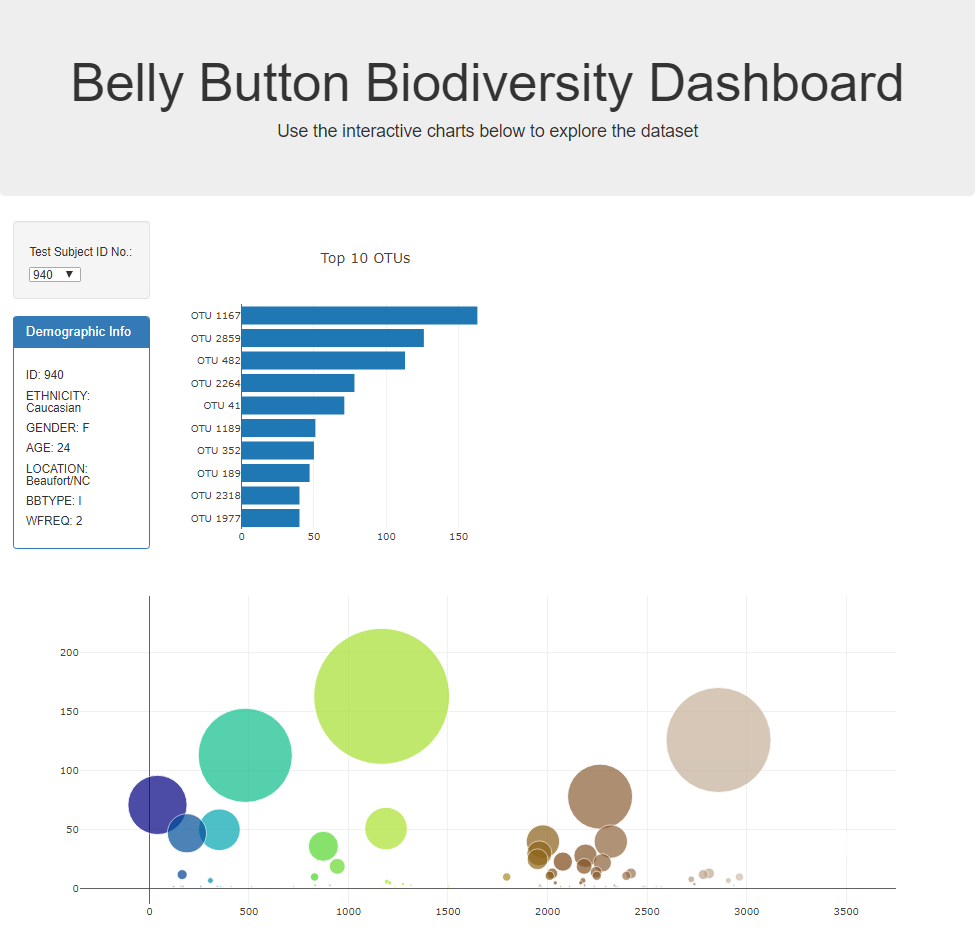 Belly Button Biodiversity Dashboard
Use the interactive charts below to explore the dataset
Test Subject ID No.:
940 ▼
Demographic Info
ID: 940
ETHNICITY:
Caucasian
GENDER: F
AGE: 24
LOCATION:
Beaufort/NC
BBTYPE: I
WFREQ: 2
Top 10 OTUs
OTU 1167
OTU 2859
OTU 482
OTU 2264
OTU 41
OTU 1189
OTU 352
OTU 189
OTU 2318
OTU 1977
0 50 100 150
200
150
100
50
0
0 500 1000 1500 2000 2500 3000 3500